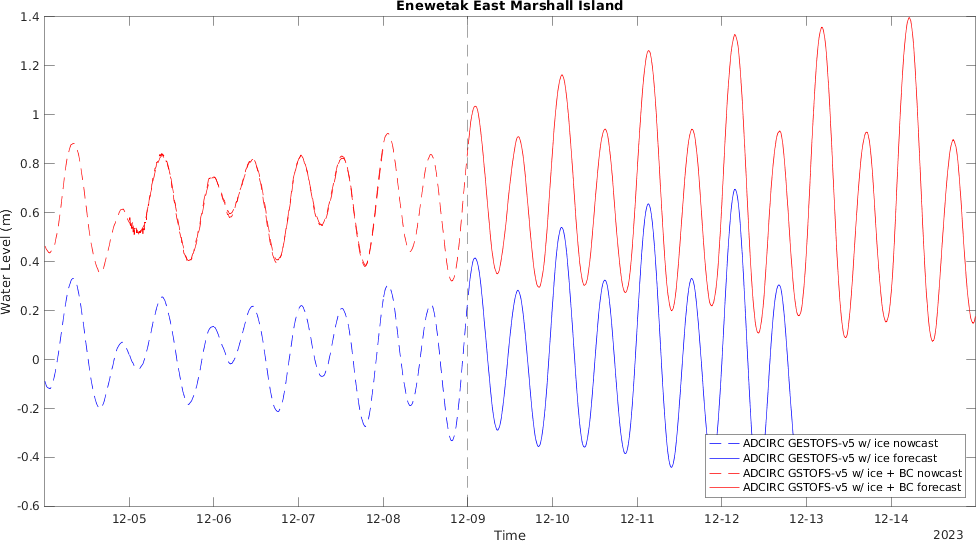 Enewetak East Marshall Island
1.4
1.2
1
0.8
0.6
0.4
0.2
0
-0.2
-0.4
-0.6
Water Level (m)
ADCIRC GESTOFS-v5 w/ ice nowcast
ADCIRC GESTOFS-v5 w/ ice forecast
ADCIRC GSTOFS-v5 w/ ice + BC nowcast
ADCIRC GSTOFS-v5 w/ ice + BC forecast
12-05 12-06 12-07 12-08 12-09 12-10 12-11 12-12 12-13 12-14
Time
2023